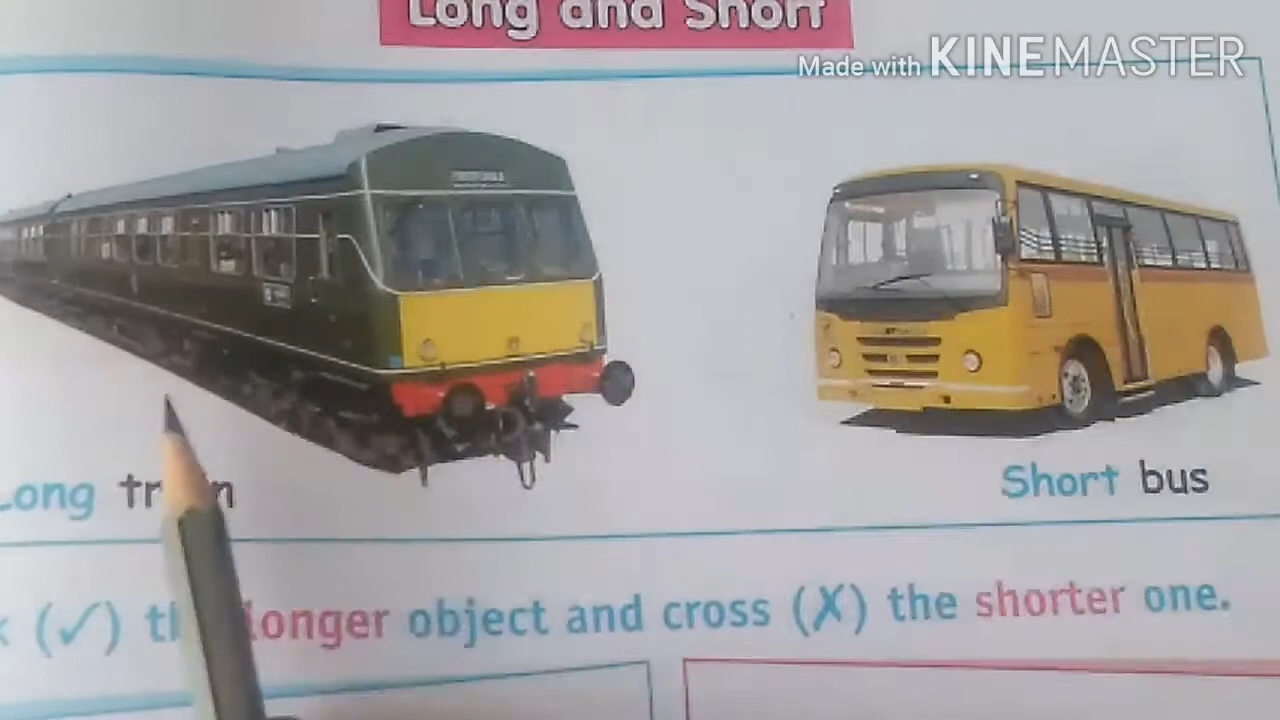 Long and Short
Made with KINEMASTER
Long
Short bus
(✓) longer object and cross (X) the shorter one.